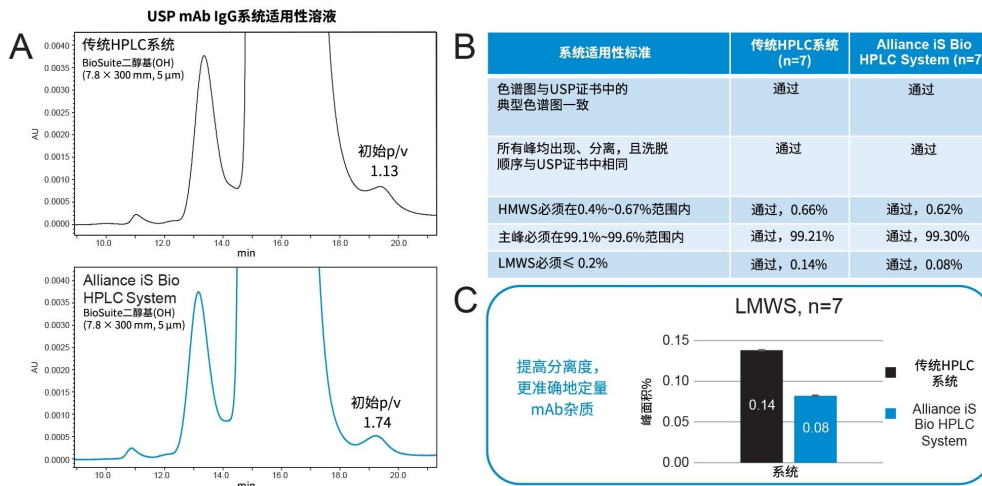 USP mAb IgG系统适用性溶液
A
传统HPLC系统
BioSuite二醇基(OH)
(7.8 × 300 mm, 5 µm)
0.0040
0.0035
0.0030
0.0025
0.0020
0.0015
0.0010
0.0005
0.0000
AU
初始p/v
1.13
10.0 12.0 14.0 16.0 18.0 20.0
min
Alliance iS Bio
HPLC System
BioSuite二醇基(OH)
(7.8 × 300 mm, 5 µm)
0.0040
0.0035
0.0030
0.0025
0.0020
0.0015
0.0010
0.0005
0.0000
AU
初始p/v
1.74
10.0 12.0 14.0 16.0 18.0 20.0
min
B
系统适用性标准 传统HPLC系统 (n=7) Alliance iS Bio HPLC System (n=7
色谱图与USP证书中的
典型色谱图一致
通过 通过
所有峰均出现、分离，且洗脱
顺序与USP证书中相同
通过 通过
HMWS必须在0.4%~0.67%范围内 通过，0.66% 通过，0.62%
主峰必须在99.1%~99.6%范围内 通过，99.21% 通过，99.30%
LMWS必须≤ 0.2% 通过，0.14% 通过，0.08%
C
LMWS, n=7
提高分离度，
更准确地定量
mAb杂质
峰面积%
0.15
0.10
0.05
0.00
0.14
0.08
系统
传统HPLC
系统
Alliance iS
Bio HPLC
System